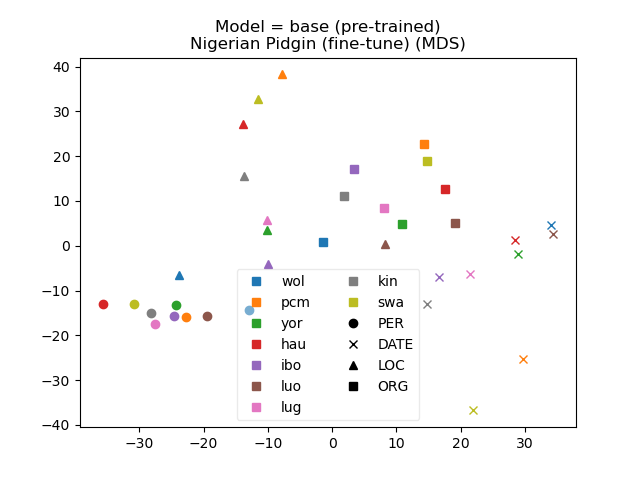 Model = base (pre-trained)
Nigerian Pidgin (fine-tune) (MDS)
40
30
20
10
0
−10
−20
−30
−40
wol kin
pcm swa
yor PER
hau DATE
ibo LOC
luo ORG
lug
−30 −20 −10 0 10 20 30